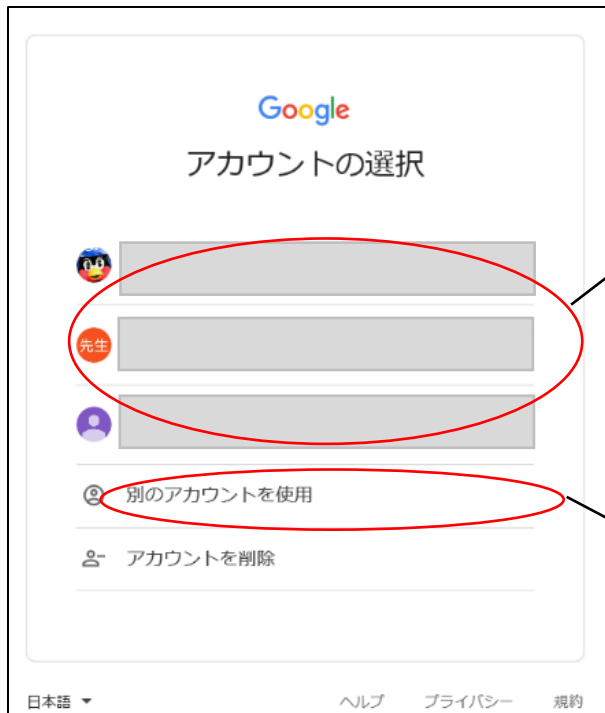 Google
アカウントの選択
先生
別のアカウントを使用
アカウントを削除
日本語
ヘルプ プライバシー 規約